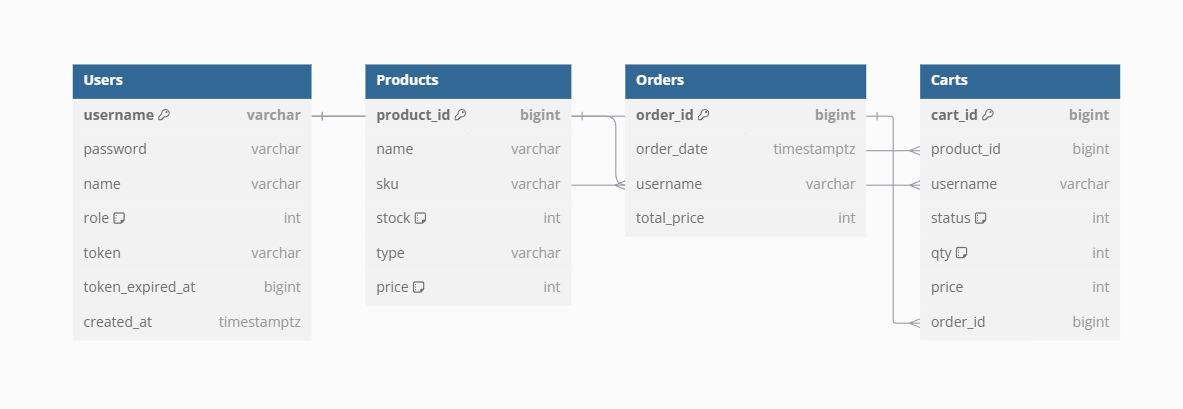 Users
username varchar
password varchar
name varchar
role int
token varchar
token_expired_at bigint
created_at timestamptz
Products
product_id bigint
name varchar
sku varchar
stock int
type varchar
price int
Orders
order_id bigint
order_date timestamptz
username varchar
total_price int
Carts
cart_id bigint
product_id bigint
username varchar
status int
qty int
price int
order_id bigint